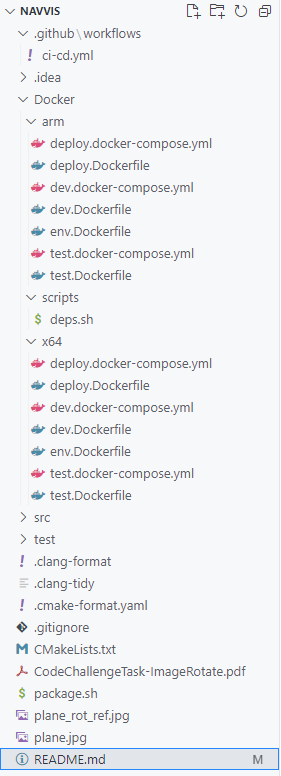 NAVVIS
.github\workflows
ci-cd.yml
.idea
Docker
arm
deploy.docker-compose.yml
deploy.Dockerfile
dev.docker-compose.yml
dev.Dockerfile
env.Dockerfile
test.docker-compose.yml
test.Dockerfile
scripts
$ deps.sh
x64
deploy.docker-compose.yml
deploy.Dockerfile
dev.docker-compose.yml
dev.Dockerfile
env.Dockerfile
test.docker-compose.yml
test.Dockerfile
src
test
! .clang-format
.clang-tidy
! .cmake-format.yaml
.gitignore
M CMakeLists.txt
CodeChallengeTask-ImageRotate.pdf
$ package.sh
plane_rot_ref.jpg
plane.jpg
README.md M